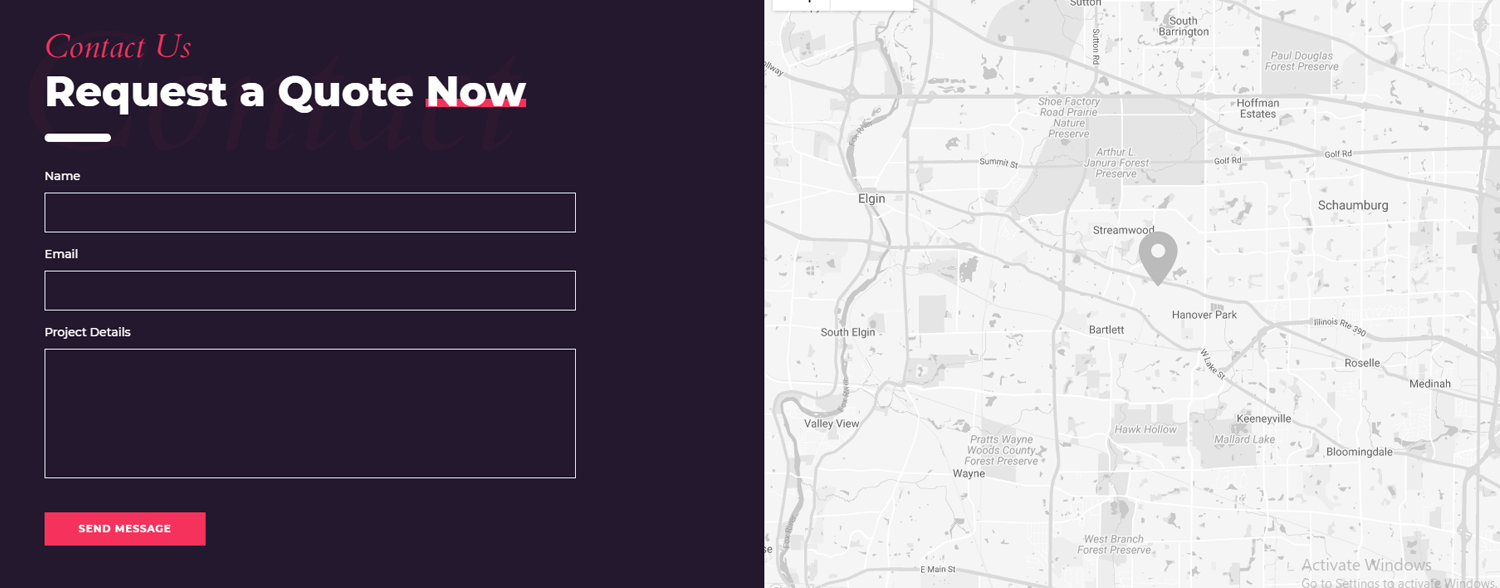 Contact Us
Contact
Request a Quote Now
Name
Email
Project Details
SEND MESSAGE
Sutton
South
Barrington
Sutton Rd
Paul Douglas
Forest Preserve
Shoe Factory
Road Prairie
Nature
Preserve
Hoffman
Estates
Arthur L.
Janura Forest
Preserve
Summit St
Golf Rd
Golf Rd
Elgin
Schaumburg
Streamwood
Hanover Park
Illinois Rte 390
South Elgin
Bartlett
W Lake St
Roselle
Medinah
Valley View
Keeneyville
Hawk Hollow
Mallard Lake
Pratts Wayne
Woods County
Forest Preserve
Bloomingdale
Wayne
West Branch
Forest Preserve
E Main St
Activate Windows
Go to Settings to activate Windows